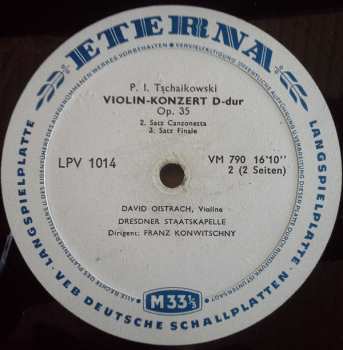 ETERNA
P. I. Tschaikowski
VIOLIN-KONZERT D-dur
Op. 35
2. Satz Canzonetta
3. Satz Finale
LPV 1014
VM 790 16'10''
2 (2 Seiten)
DAVID OISTRACH, Violine
DRESDNER STAATSKAPELLE
Dirigent: FRANZ KONWITSCHNY
M 33⅓
LANGSPIELPLATTE · VEB DEUTSCHE SCHALLPLATTEN · LANGSPIELPLATTE